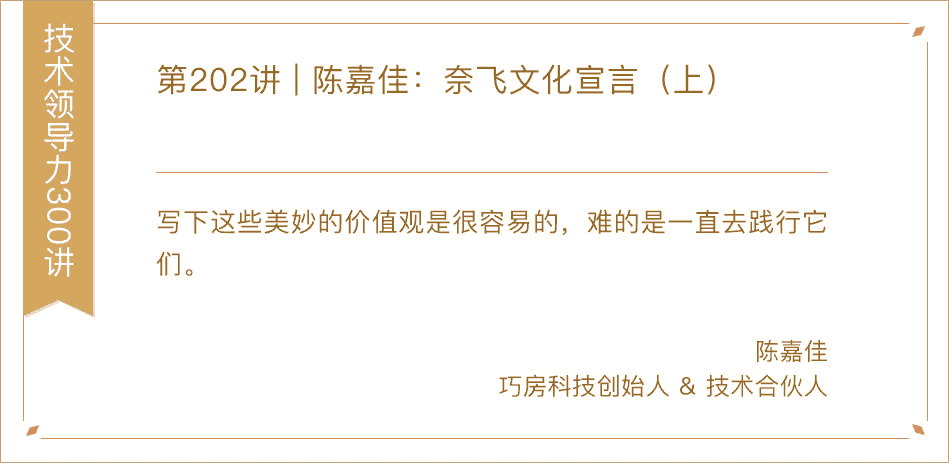 技术领导力300讲
第202讲 | 陈嘉佳：奈飞文化宣言（上）
写下这些美妙的价值观是很容易的，难的是一直去践行它
们。
陈嘉佳
巧房科技创始人 & 技术合伙人